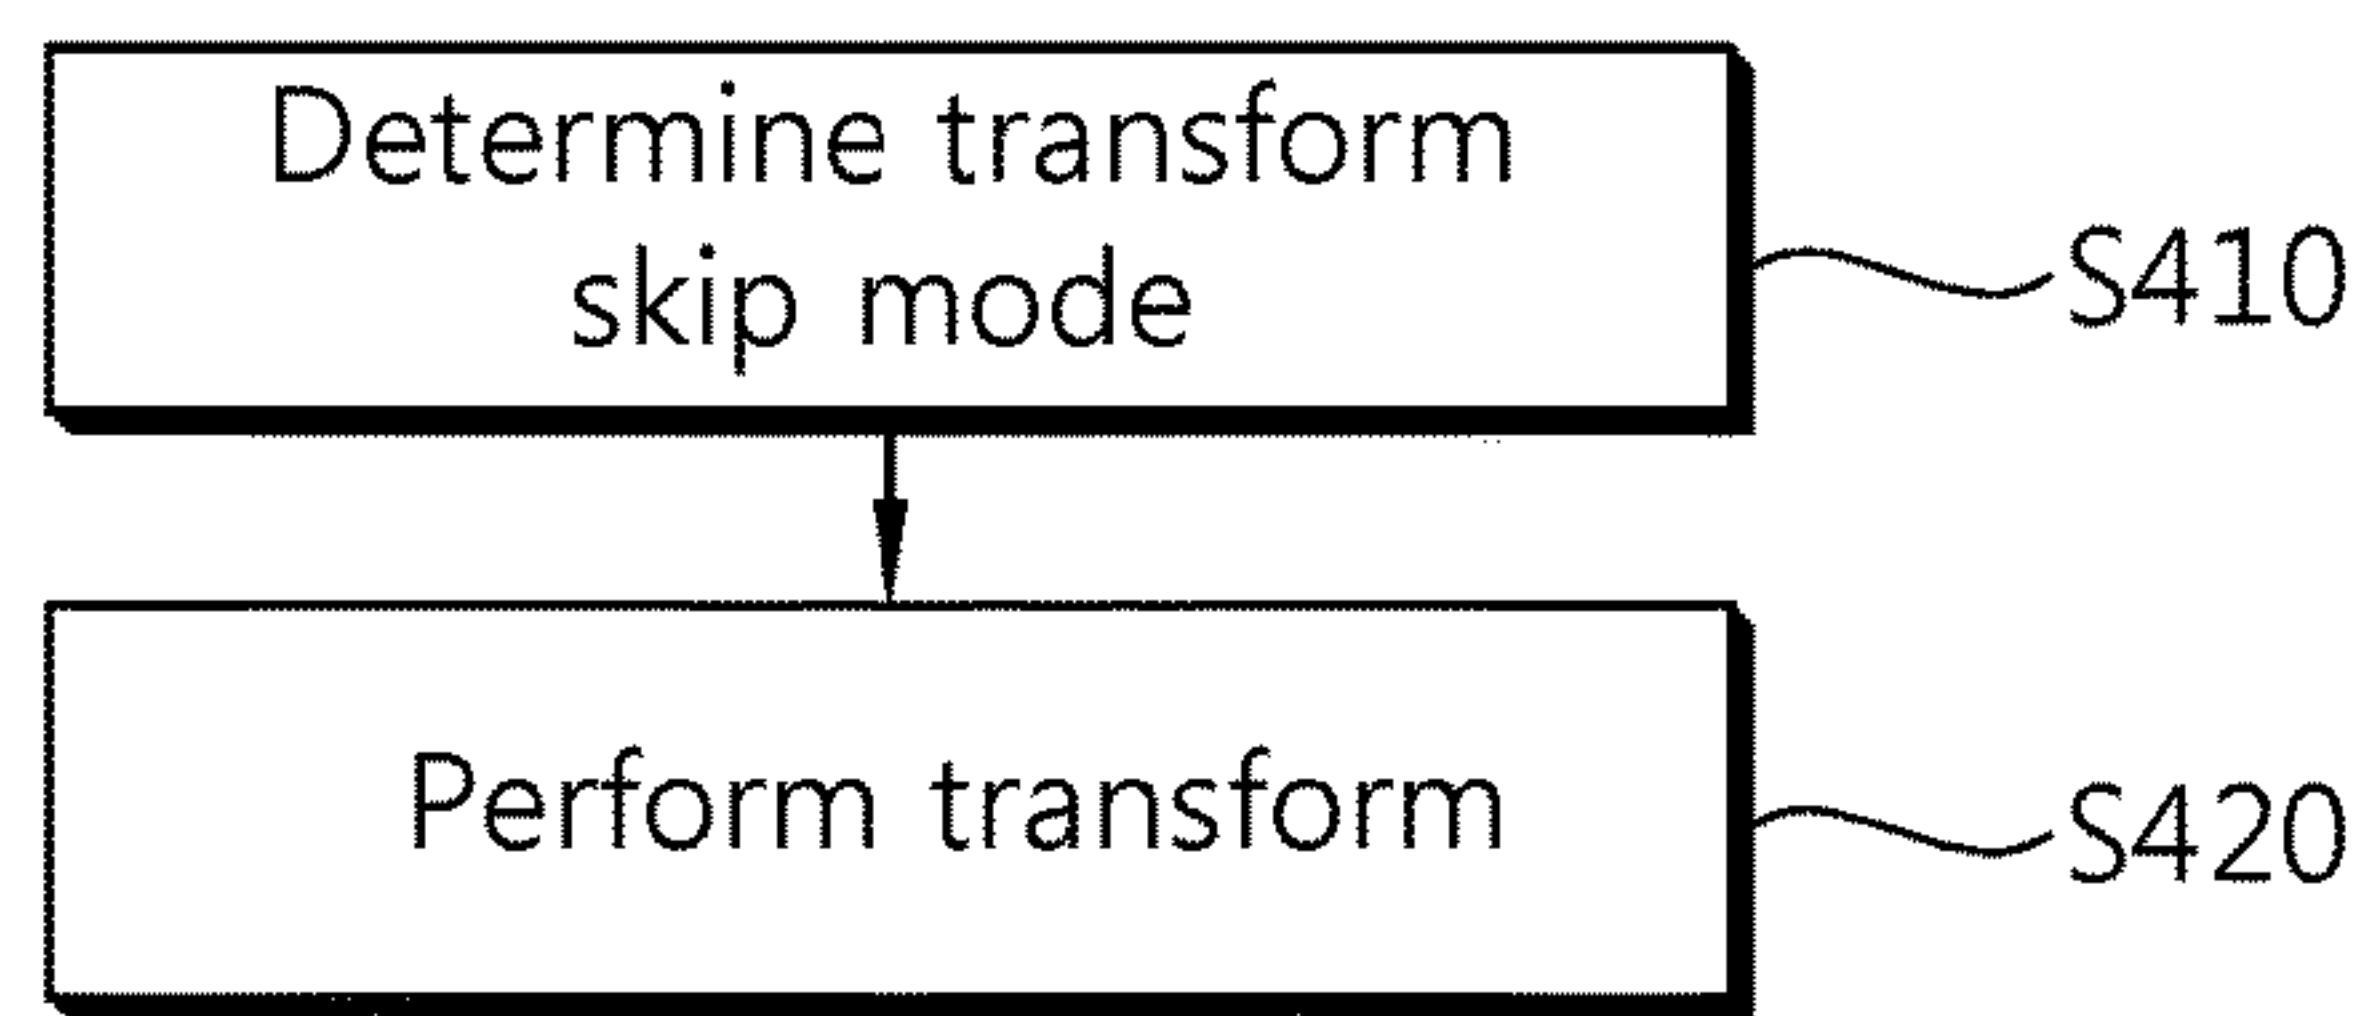 Determine transform
skip mode
S410
Perform transform
S420